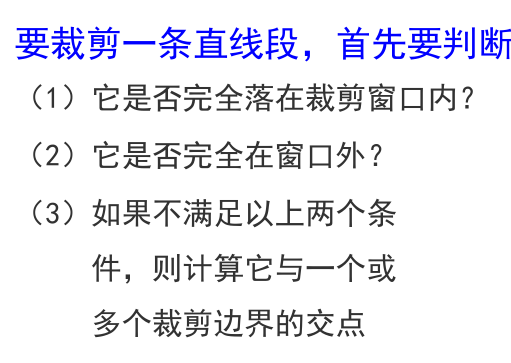 要裁剪一条直线段，首先要判断
（1）它是否完全落在裁剪窗口内？
（2）它是否完全在窗口外？
（3）如果不满足以上两个条
件，则计算它与一个或
多个裁剪边界的交点